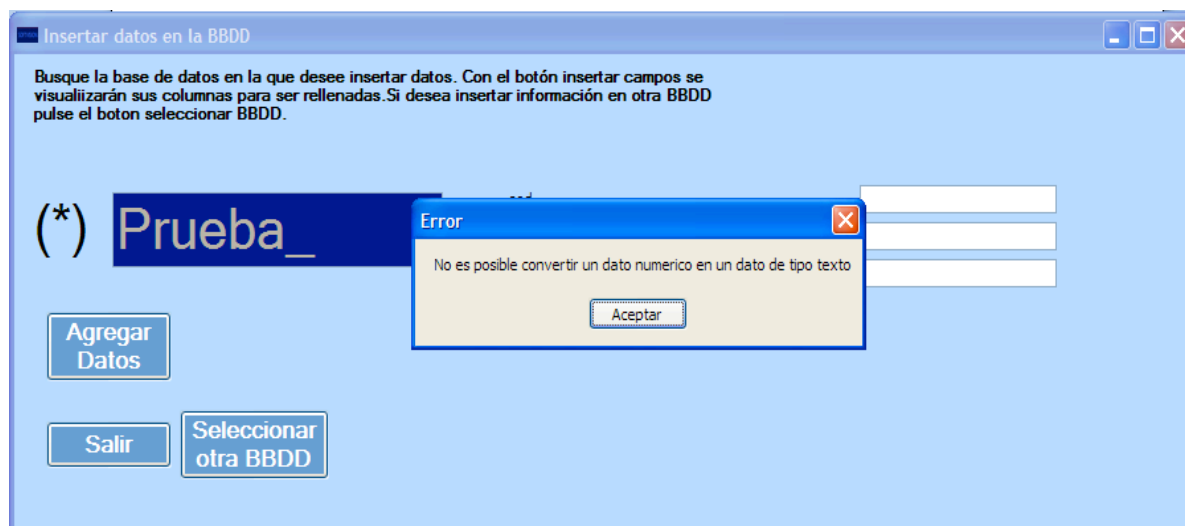 Insertar datos en la BBDD
Busque la base de datos en la que desee insertar datos. Con el botón insertar campos se
visualiizarán sus columnas para ser rellenadas.Si desea insertar información en otra BBDD
pulse el boton seleccionar BBDD.
(*) Prueba_
Error
No es posible convertir un dato numerico en un dato de tipo texto
Aceptar
Agregar
Datos
Salir
Seleccionar
otra BBDD